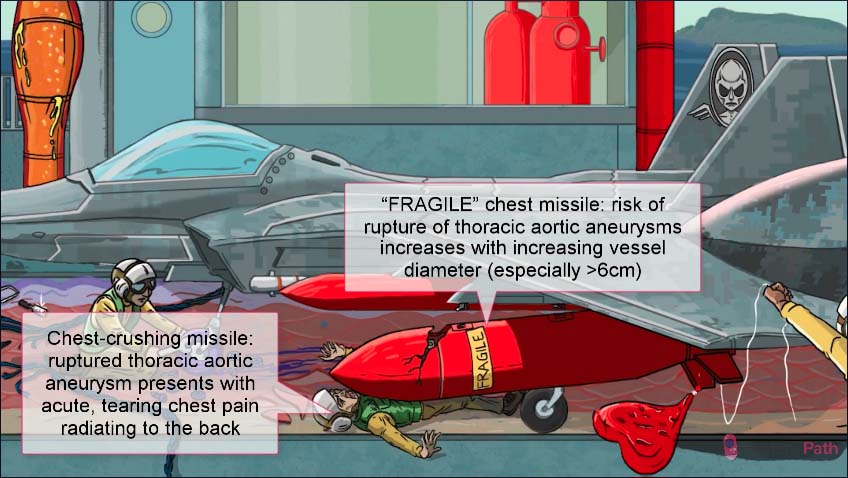 “FRAGILE” chest missile: risk of
rupture of thoracic aortic aneurysms
increases with increasing vessel
diameter (especially >6cm)
Chest-crushing missile:
ruptured thoracic aortic
aneurysm presents with
acute, tearing chest pain
radiating to the back
FRAGILE
Path